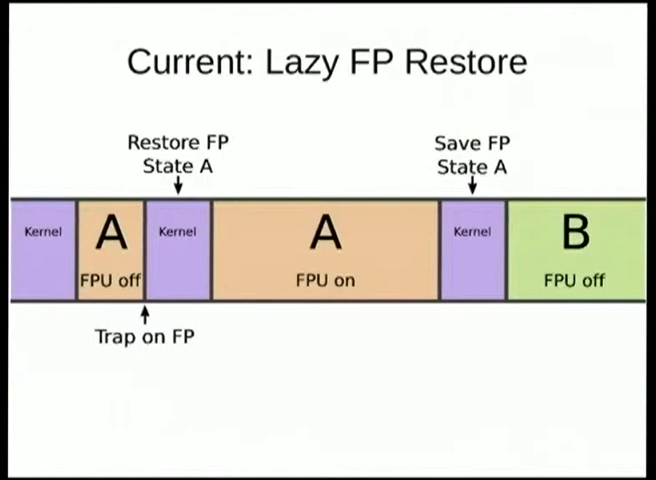 Current: Lazy FP Restore
Restore FP
State A
Save FP
State A
Kernel
A
FPU off
Kernel
A
FPU on
Kernel
B
FPU off
Trap on FP